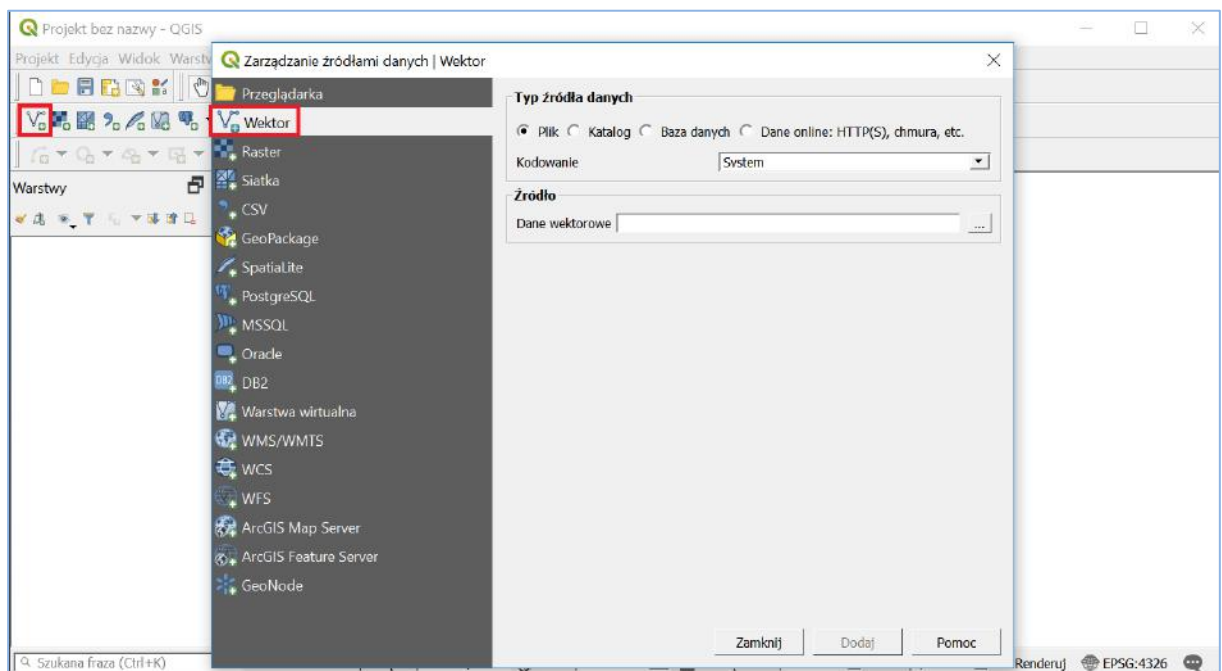 Projekt bez nazwy - QGIS
Projekt Edycja Widok
Zarządzanie źródłami danych | Wektor
Przeglądarka
Wektor
Raster
Siatka
CSV
GeoPackage
SpatiaLite
PostgreSQL
MSSQL
Oracle
DB2
Warstwa wirtualna
WMS/WMTS
WCS
WFS
ArcGIS Map Server
ArcGIS Feature Server
GeoNode
Typ źródła danych
Plik Katalog Baza danych Dane online: HTTP(S), chmura, etc.
Kodowanie System
Źródło
Dane wektorowe ...
Zamknij Dodaj Pomoc
Warstwy
Szukana fraza (Ctrl+K)
Renderuj EPSG:4326